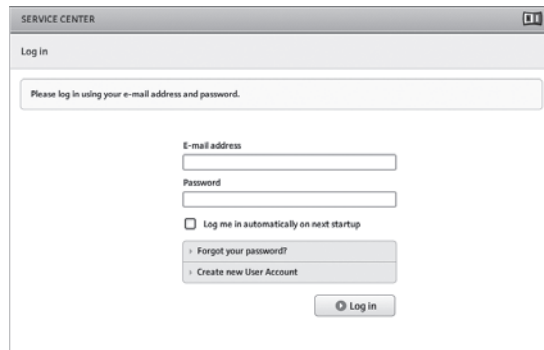 SERVICE CENTER
Log in
Please log in using your e-mail address and password.
E-mail address
Password
Log me in automatically on next startup
Forgot your password?
Create new User Account
Log in